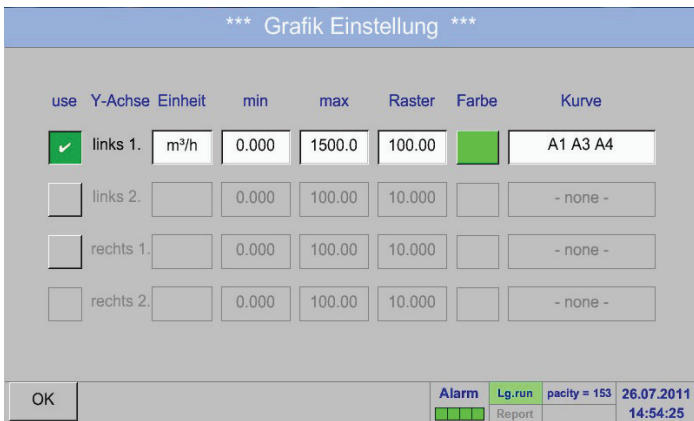 *** Grafik Einstellung ***
use Y-Achse Einheit min max Raster Farbe Kurve
✔ links 1. m³/h 0.000 1500.0 100.00 A1 A3 A4
links 2. 0.000 100.00 10.000 - none -
rechts 1. 0.000 100.00 10.000 - none -
rechts 2. 0.000 100.00 10.000 - none -
OK Alarm Lg.run pacity = 153 26.07.2011
Report 14:54:25